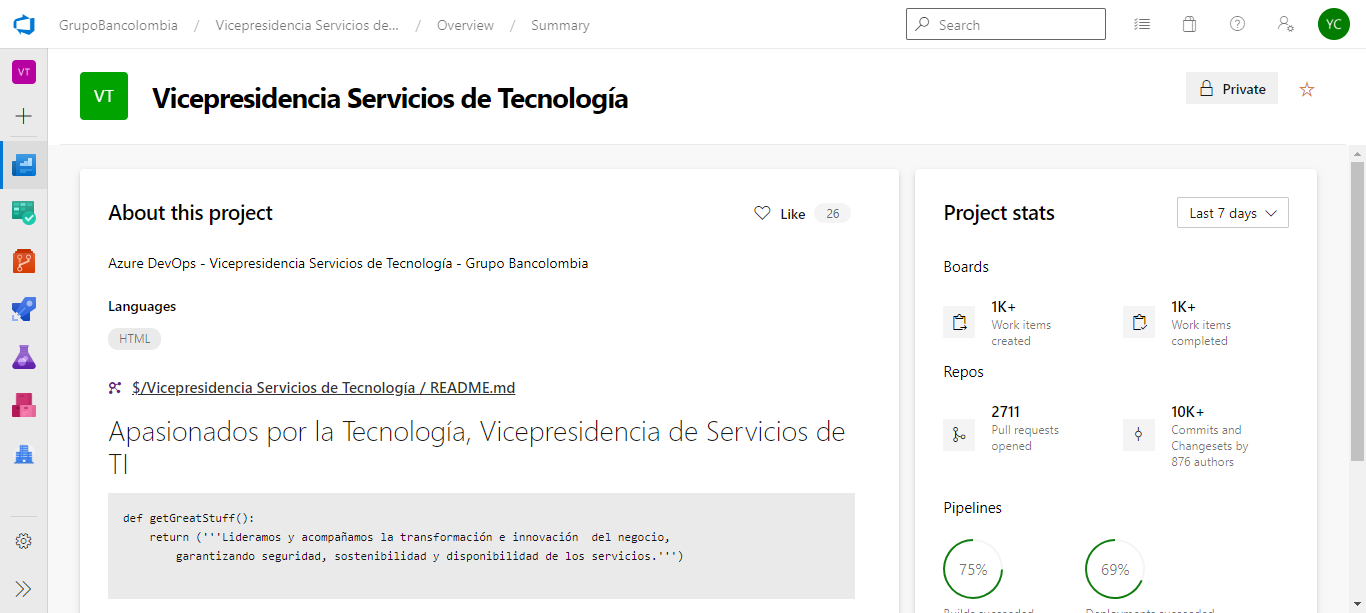 GrupoBancolombia / Vicepresidencia Servicios de... / Overview / Summary
Search
YC
VT
VT
Vicepresidencia Servicios de Tecnología
Private
About this project
Like 26
Azure DevOps - Vicepresidencia Servicios de Tecnología - Grupo Bancolombia
Languages
HTML
$/Vicepresidencia Servicios de Tecnología / README.md
Apasionados por la Tecnología, Vicepresidencia de Servicios de
TI
def getGreatStuff():
return ('''Lideramos y acompañamos la transformación e innovación  del negocio,
garantizando seguridad, sostenibilidad y disponibilidad de los servicios.''')
Project stats
Last 7 days
Boards
1K+
Work items
created
1K+
Work items
completed
Repos
2711
Pull requests
opened
10K+
Commits and
Changesets by
876 authors
Pipelines
75%
69%
Builds succeeded
Deployments succeeded